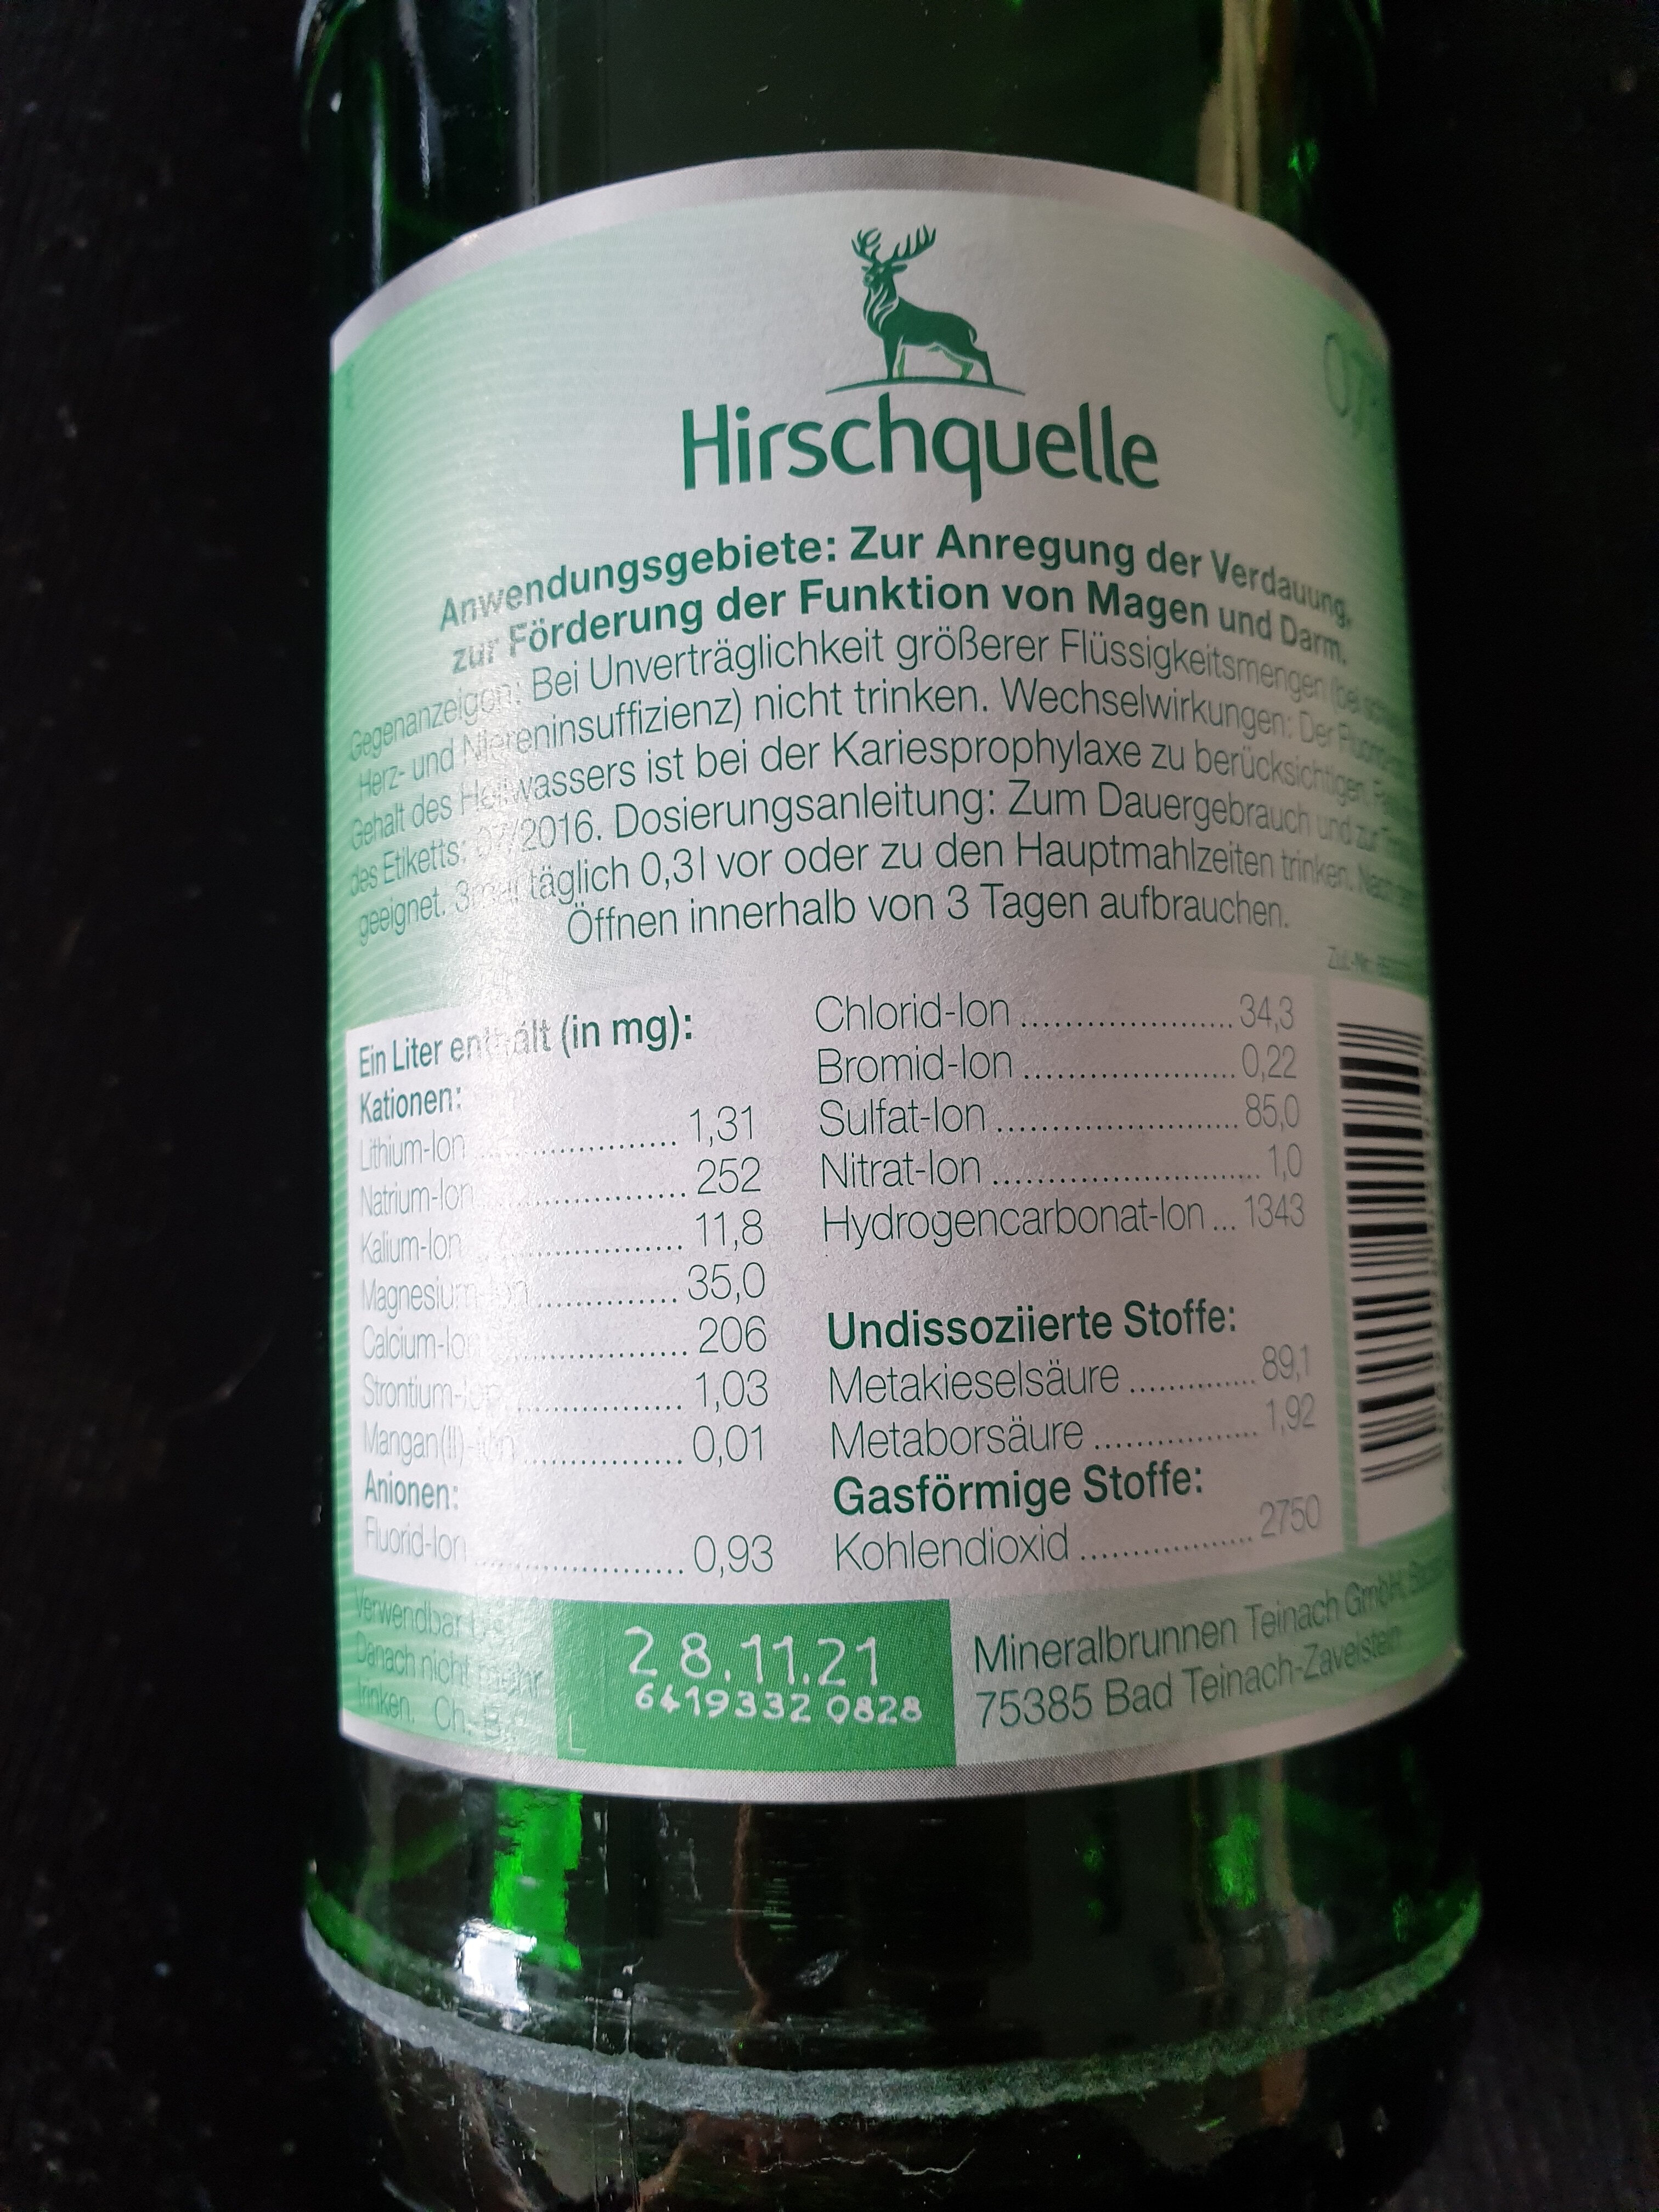 Hirschquelle
Anwendungsgebiete: Zur Anregung der Verdauung,
zur Förderung der Funktion von Magen und Darm.
Gegenanzeigen: Bei Unverträglichkeit größerer Flüssigkeitsmengen (bei
Herz- und Niereninsuffizienz) nicht trinken. Wechselwirkungen: Der Fluorid-
Gehalt des Heilwassers ist bei der Kariesprophylaxe zu berücksichtigen.
des Etiketts: 07/2016. Dosierungsanleitung: Zum Dauergebrauch und zur
geeignet. 3mal täglich 0,3l vor oder zu den Hauptmahlzeiten trinken. Nach
Öffnen innerhalb von 3 Tagen aufbrauchen.
Zul.-Nr.
Ein Liter enthält (in mg):
Kationen:
Lithium-Ion ................ 1,31
Natrium-Ion ................ 252
Kalium-Ion ................ 11,8
Magnesium-Ion ............... 35,0
Calcium-Ion ................ 206
Strontium-Ion ................ 1,03
Mangan(II)-Ion ............... 0,01
Anionen:
Fluorid-Ion ...................... 0,93
Chlorid-Ion ...................... 34,3
Bromid-Ion ...................... 0,22
Sulfat-Ion ......................... 85,0
Nitrat-Ion ........................... 1,0
Hydrogencarbonat-Ion ... 1343
Undissoziierte Stoffe:
Metakieselsäure ............. 89,1
Metaborsäure ................. 1,92
Gasförmige Stoffe:
Kohlendioxid .................. 2750
Verwendbar bis:
Danach nicht mehr
trinken. Ch.-B.:
28.11.21
6419332 0828
L
Mineralbrunnen Teinach GmbH,
75385 Bad Teinach-Zavelstein